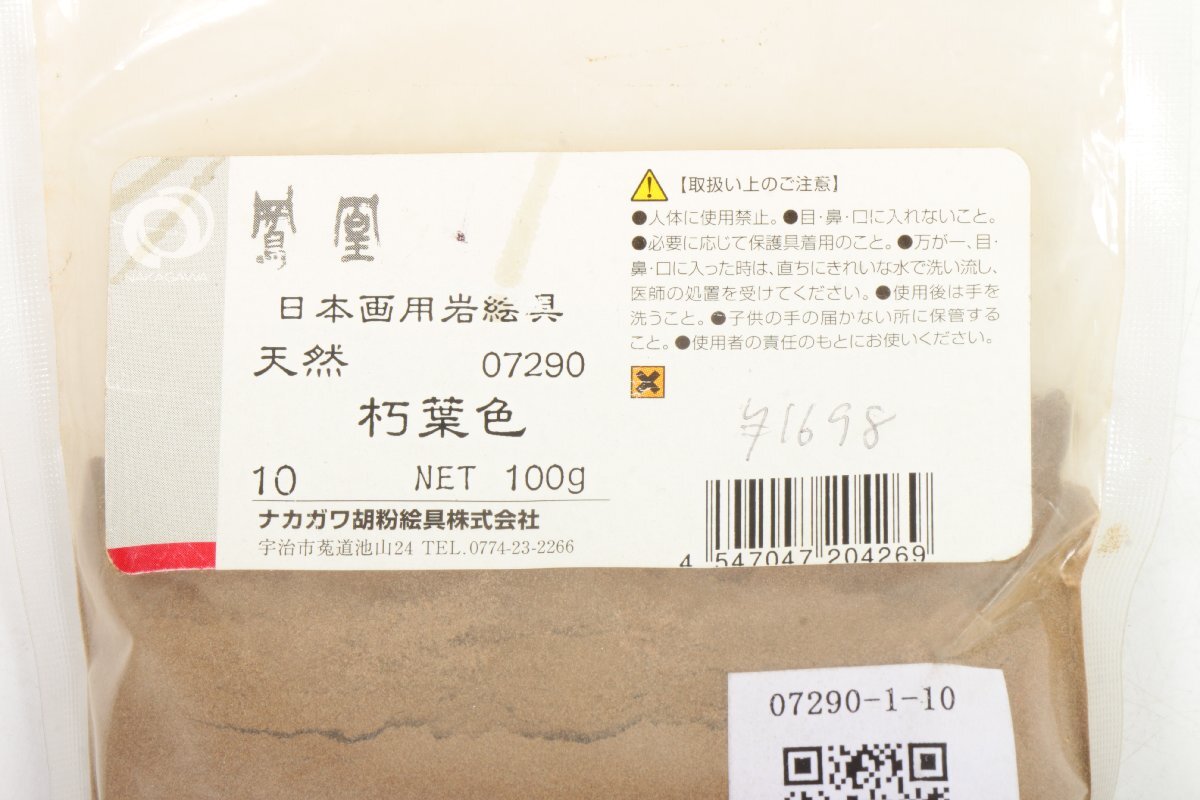 鳳凰
日本画用岩絵具
天然 07290
朽葉色
10 NET 100g
ナカガワ胡粉絵具株式会社
宇治市菟道池山24 TEL.0774-23-2266
【取扱い上のご注意】
●人体に使用禁止。●目・鼻・口に入れないこと。
●必要に応じて保護具着用のこと。●万が一、目・
鼻・口に入った時は、直ちにきれいな水で洗い流し、
医師の処置を受けてください。●使用後は手を
洗うこと。●子供の手の届かない所に保管する
こと。●使用者の責任のもとにお使いください。
71698
4 547047 204269
07290-1-10